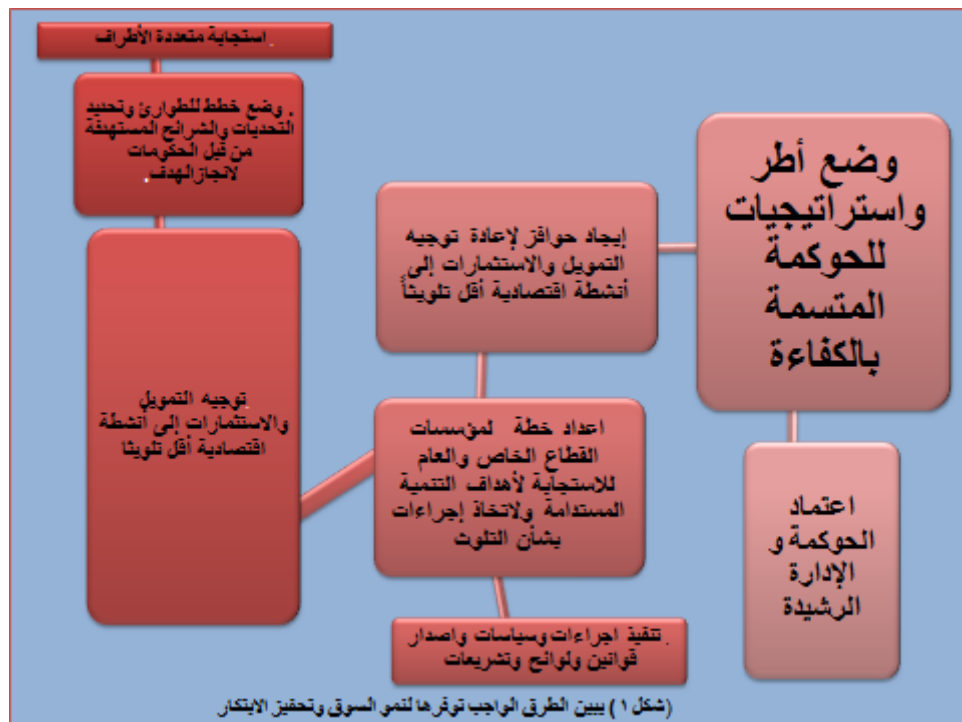 . استجابة متعددة الأطراف
. وضع خطط للطوارئ وتحديد
التحديات والشرائح المستهدفة
من قبل الحكومات
لانجاز الهدف.
توجيه التمويل
والاستثمارات إلى أنشطة
اقتصادية أقل تلويثا
إيجاد حوافز لإعادة توجيه
التمويل والاستثمارات إلى
أنشطة اقتصادية أقل تلويثاً
اعداد خطة لمؤسسات
القطاع الخاص والعام
للاستجابة لأهداف التنمية
المستدامة ولاتخاذ إجراءات
بشأن التلوث
. تنفيذ اجراءات وسياسات واصدار
قوانين ولوائح وتشريعات
وضع أطر
واستراتيجيات
للحوكمة
المتسمة
بالكفاءة
اعتماد
الحوكمة و
الإدارة
الرشيدة
(شكل ١ ) يبين الطرق الواجب توفرها لنمو السوق وتحفيز الابتكار